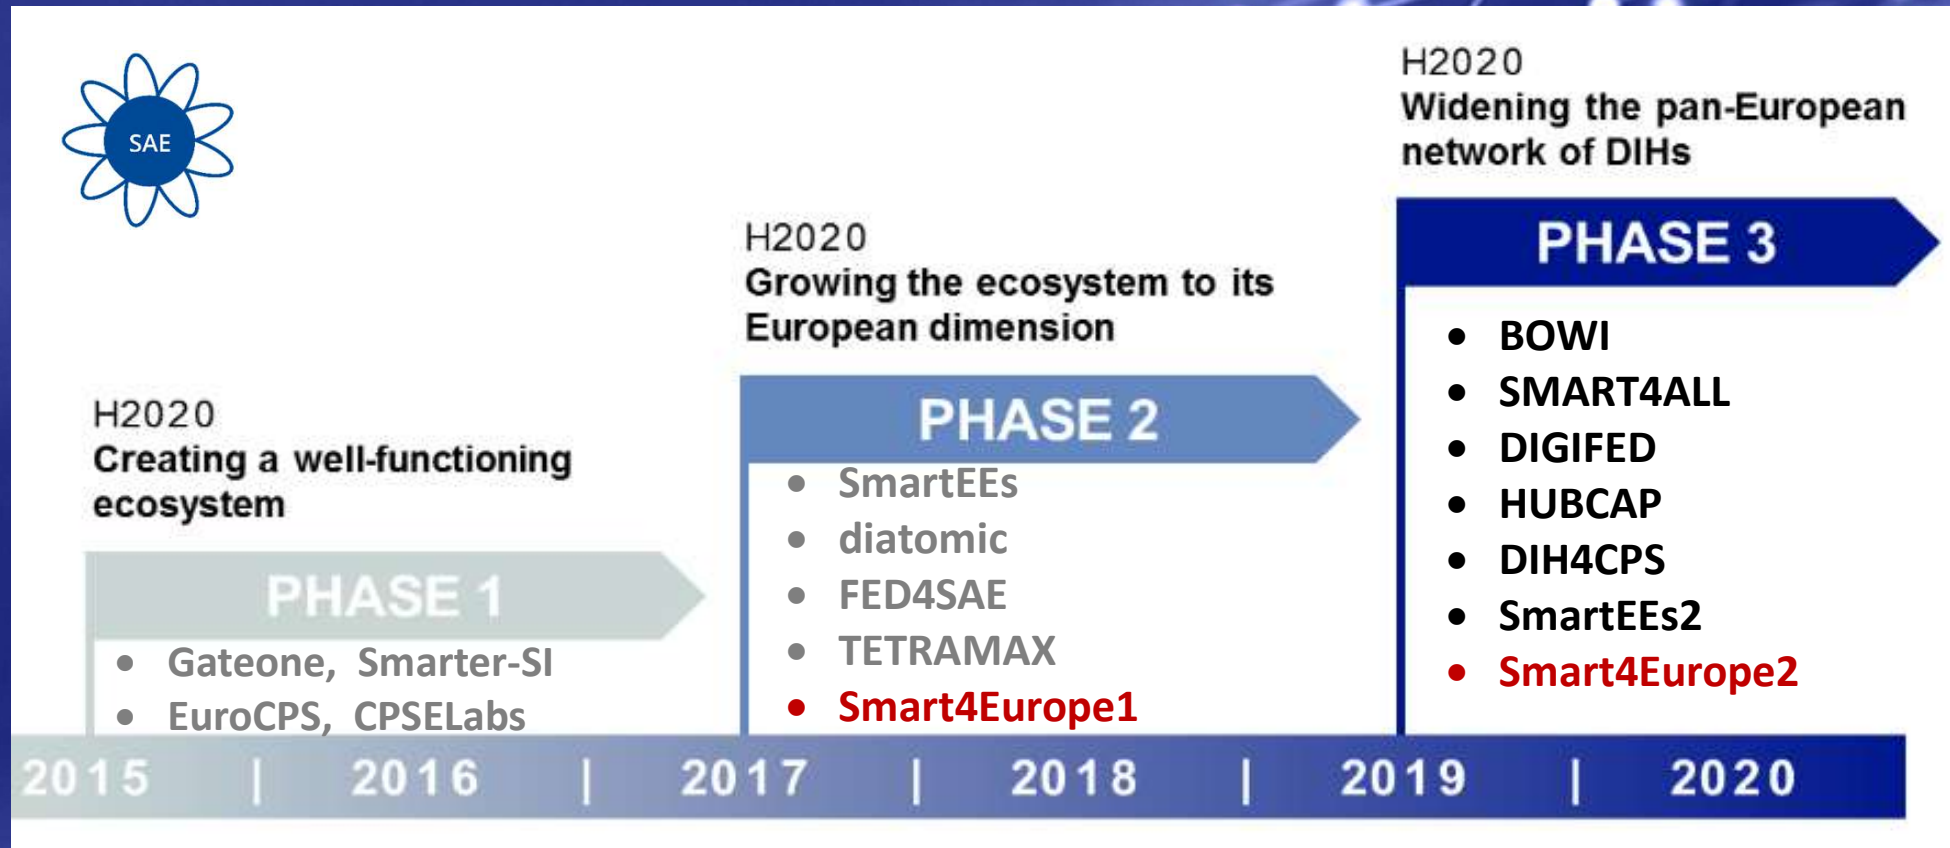 SAE
H2020
Creating a well-functioning
ecosystem
PHASE 1
• Gateone, Smarter-SI
• EuroCPS, CPSELabs
H2020
Growing the ecosystem to its
European dimension
PHASE 2
• SmartEEs
• diatomic
• FED4SAE
• TETRAMAX
• Smart4Europe1
H2020
Widening the pan-European
network of DIHs
PHASE 3
• BOWI
• SMART4ALL
• DIGIFED
• HUBCAP
• DIH4CPS
• SmartEEs2
• Smart4Europe2
2015 | 2016 | 2017 | 2018 | 2019 | 2020